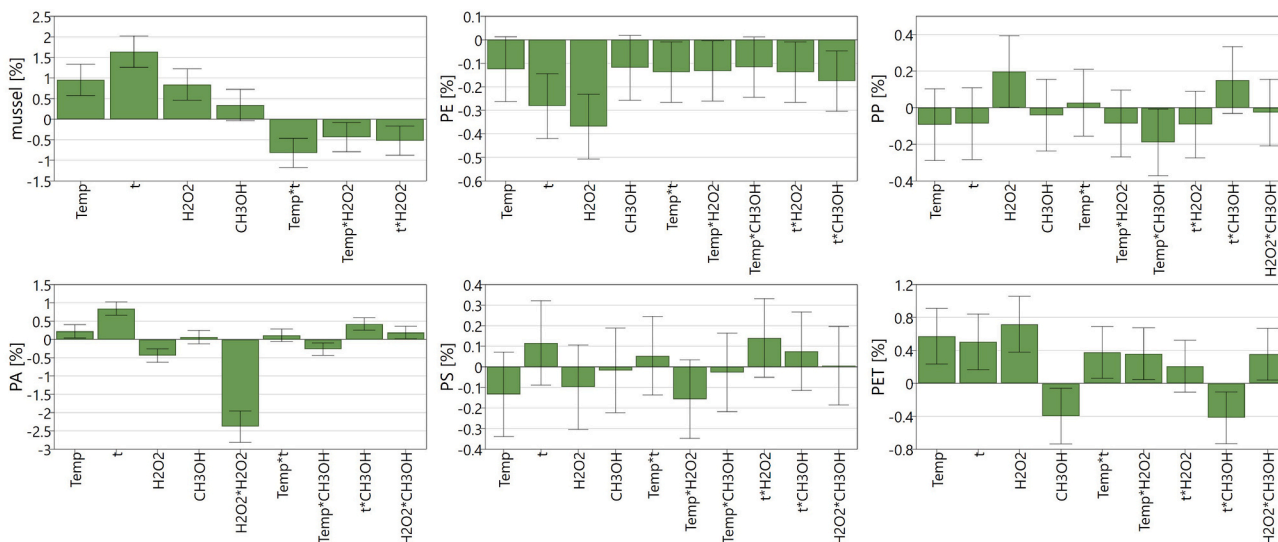 mussel [%]
2.5
2
1.5
1
0.5
0
-0.5
-1
-1.5
Temp
t
H2O2
CH3OH
Temp*t
Temp*H2O2
t*H2O2
PE [%]
0
-0.1
-0.2
-0.3
-0.4
-0.5
-0.6
Temp
t
H2O2
CH3OH
Temp*t
Temp*H2O2
Temp*CH3OH
t*H2O2
t*CH3OH
PP [%]
0.4
0.2
0
-0.2
-0.4
Temp
t
H2O2
CH3OH
Temp*t
Temp*H2O2
Temp*CH3OH
t*H2O2
t*CH3OH
H2O2*CH3OH
PA [%]
1.5
1
0.5
0
-0.5
-1
-1.5
-2
-2.5
-3
Temp
t
H2O2
CH3OH
H2O2*H2O2
Temp*t
Temp*CH3OH
t*CH3OH
H2O2*CH3OH
PS [%]
0.4
0.3
0.2
0.1
0
-0.1
-0.2
-0.3
-0.4
Temp
t
H2O2
CH3OH
Temp*t
Temp*H2O2
Temp*CH3OH
t*H2O2
t*CH3OH
H2O2*CH3OH
PET [%]
1.2
0.8
0.4
0
-0.4
-0.8
Temp
t
H2O2
CH3OH
Temp*t
Temp*H2O2
t*H2O2
t*CH3OH
H2O2*CH3OH